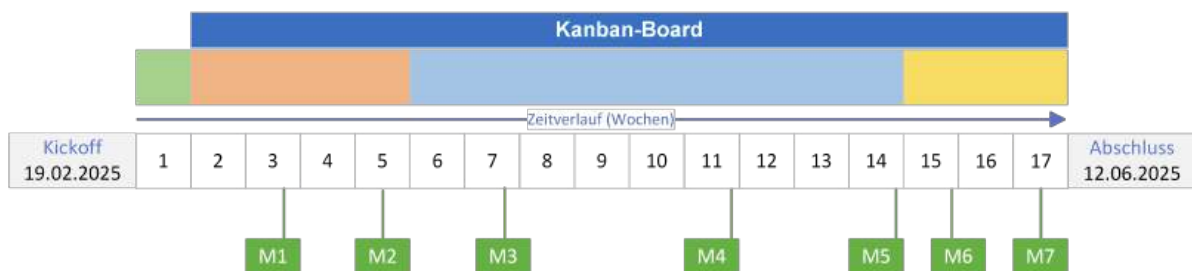 Kanban-Board
Zeitverlauf (Wochen)
Kickoff
19.02.2025
1 2 3 4 5 6 7 8 9 10 11 12 13 14 15 16 17
Abschluss
12.06.2025
M1 M2 M3 M4 M5 M6 M7